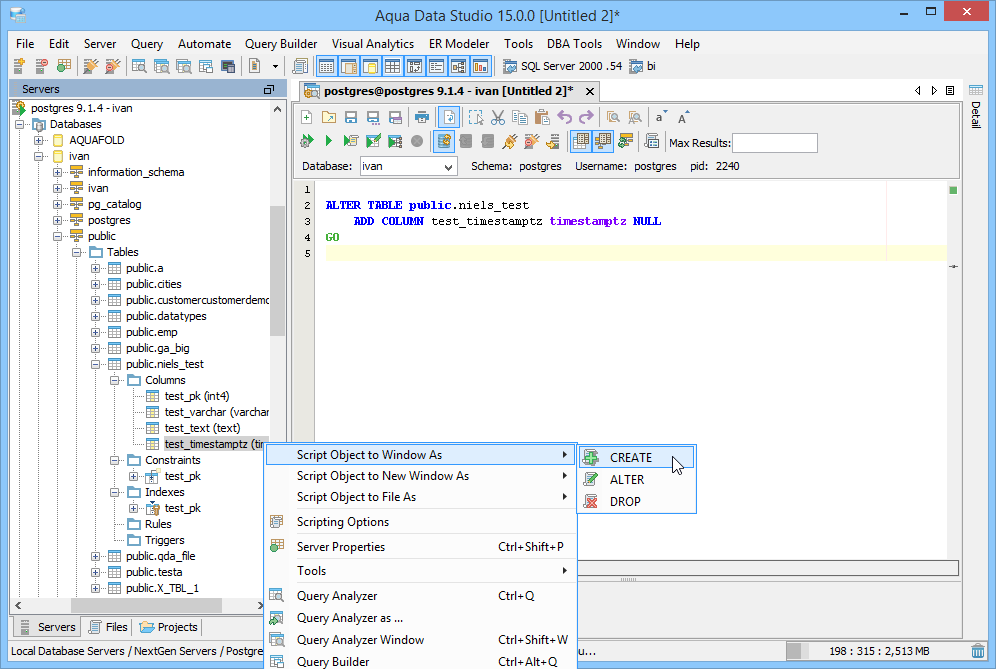 Aqua Data Studio 15.0.0 [Untitled 2]*
File Edit Server Query Automate Query Builder Visual Analytics ER Modeler Tools DBA Tools Window Help
SQL Server 2000 .54 bi
Servers
postgres 9.1.4 - ivan
Databases
AQUAFOLD
ivan
information_schema
ivan
pg_catalog
postgres
public
Tables
public.a
public.cities
public.customercustomerdemo
public.datatypes
public.emp
public.ga_big
public.niels_test
Columns
test_pk (int4)
test_varchar (varchar
test_text (text)
test_timestamptz (tim
Constraints
test_pk
Indexes
test_pk
Rules
Triggers
public.qda_file
public.testa
public.X_TBL_1
Servers Files Projects
postgres@postgres 9.1.4 - ivan [Untitled 2]*
Detail
Max Results:
Database: ivan Schema: postgres Username: postgres pid: 2240
1
2 ALTER TABLE public.niels_test
3 ADD COLUMN test_timestamptz timestamptz NULL
4 GO
5
Script Object to Window As
Script Object to New Window As
Script Object to File As
Scripting Options
Server Properties Ctrl+Shift+P
Tools
Query Analyzer Ctrl+Q
Query Analyzer as ...
Query Analyzer Window Ctrl+Shift+W
Query Builder Ctrl+Alt+Q
CREATE
ALTER
DROP
Local Database Servers / NextGen Servers / Postgre
u... 198 : 315 : 2,513 MB